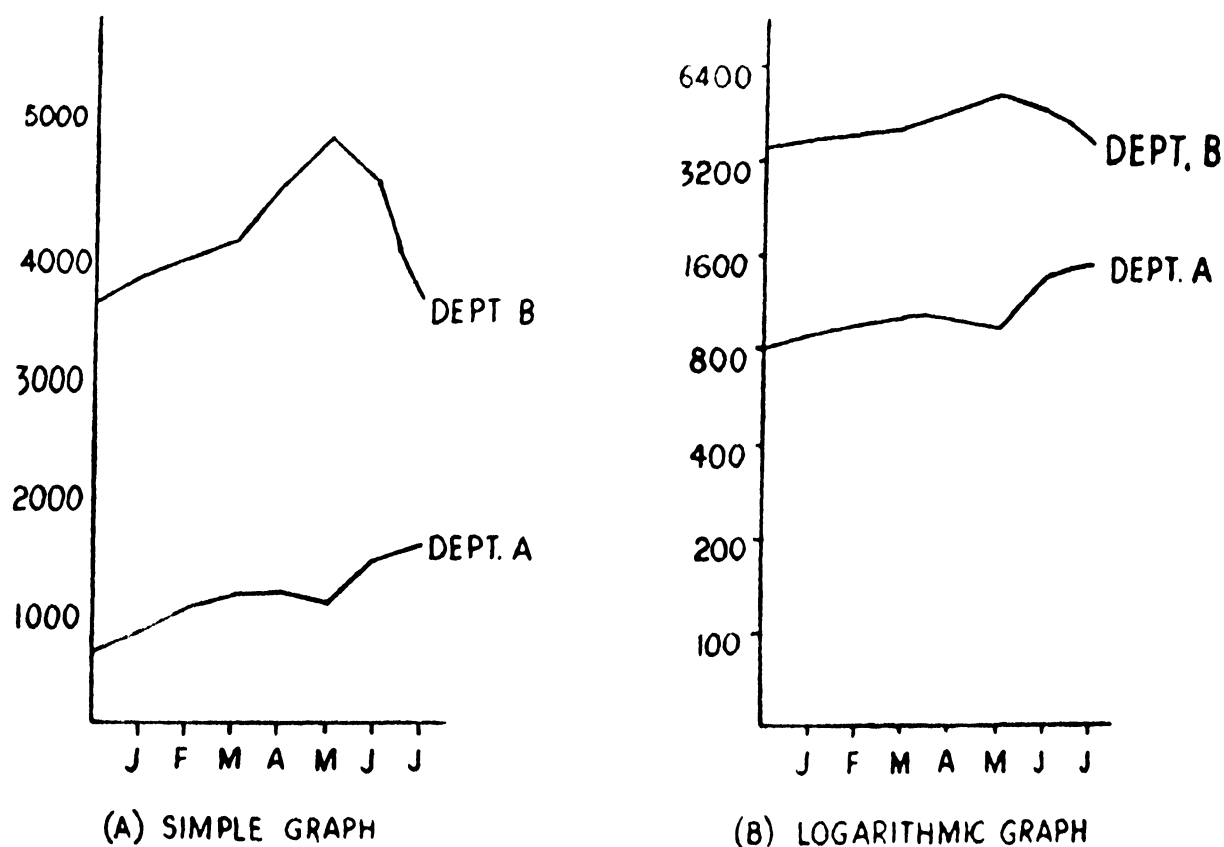 5000
4000
3000
2000
1000
DEPT B
DEPT. A
J F M A M J J
(A) SIMPLE GRAPH
6400
3200
1600
800
400
200
100
DEPT. B
DEPT. A
J F M A M J J
(B) LOGARITHMIC GRAPH